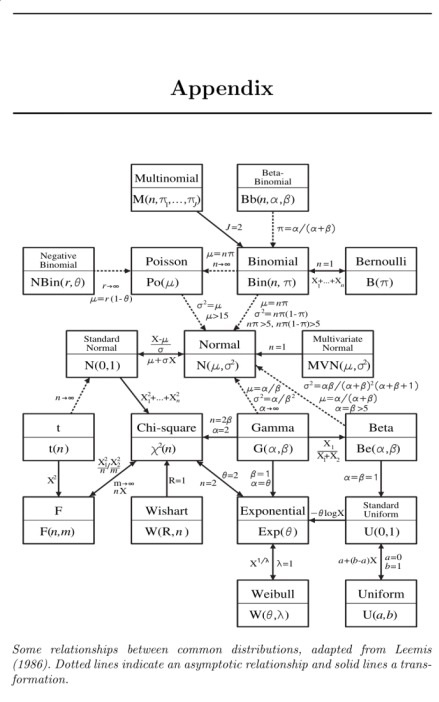 Appendix
Multinomial
M(n,π₁,…,π_J)
Beta-
Binomial
Bb(n,α,β)
J=2
π=α/(α+β)
Negative
Binomial
NBin(r,θ)
r→∞
μ=r(1-θ)
Poisson
Po(μ)
μ=nπ
n→∞
Binomial
Bin(n, π)
n=1
X₁+...+Xₙ
Bernoulli
B(π)
σ²=μ
μ>15
μ=nπ
σ²=nπ(1-π)
nπ>5, nπ(1-π)>5
Standard
Normal
N(0,1)
X-μ
σ
μ+σX
Normal
N(μ,σ²)
n=1
Multivariate
Normal
MVN(μ,σ²)
n→∞
X₁²+...+Xₙ²
μ=α/β
σ²=α/β²
α→∞
σ²=αβ/(α+β)²(α+β+1)
μ=α/(α+β)
α=β>5
t
t(n)
Chi-square
χ²(n)
n=2β
α=2
Gamma
G(α,β)
X₁
X₁+X₂
Beta
Be(α,β)
X²
X₁²/X₂²
n m
m→∞
nX
R=1
n=2
θ=2
β=1
α=θ
α=β=1
F
F(n,m)
Wishart
W(R,n)
Exponential
Exp(θ)
-θlogX
Standard
Uniform
U(0,1)
X^1/λ
λ=1
a+(b-a)X
a=0
b=1
Weibull
W(θ,λ)
Uniform
U(a,b)
Some relationships between common distributions, adapted from Leemis
(1986). Dotted lines indicate an asymptotic relationship and solid lines a trans-
formation.